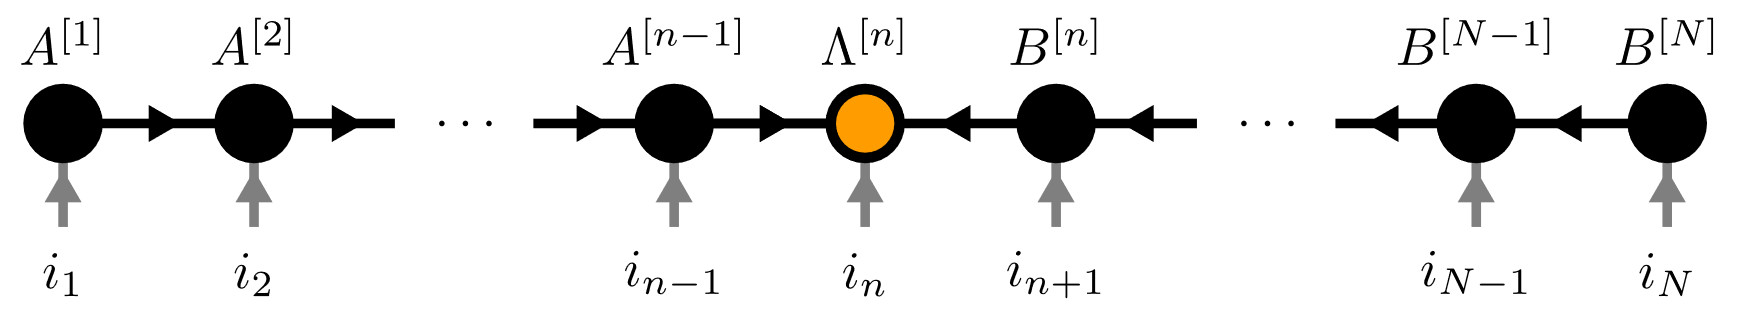 A^{[1]} A^{[2]} A^{[n−1]} Λ^{[n]} B^{[n]} B^{[N−1]} B^{[N]}
··· ···
i_1 i_2 i_{n−1} i_n i_{n+1} i_{N−1} i_N